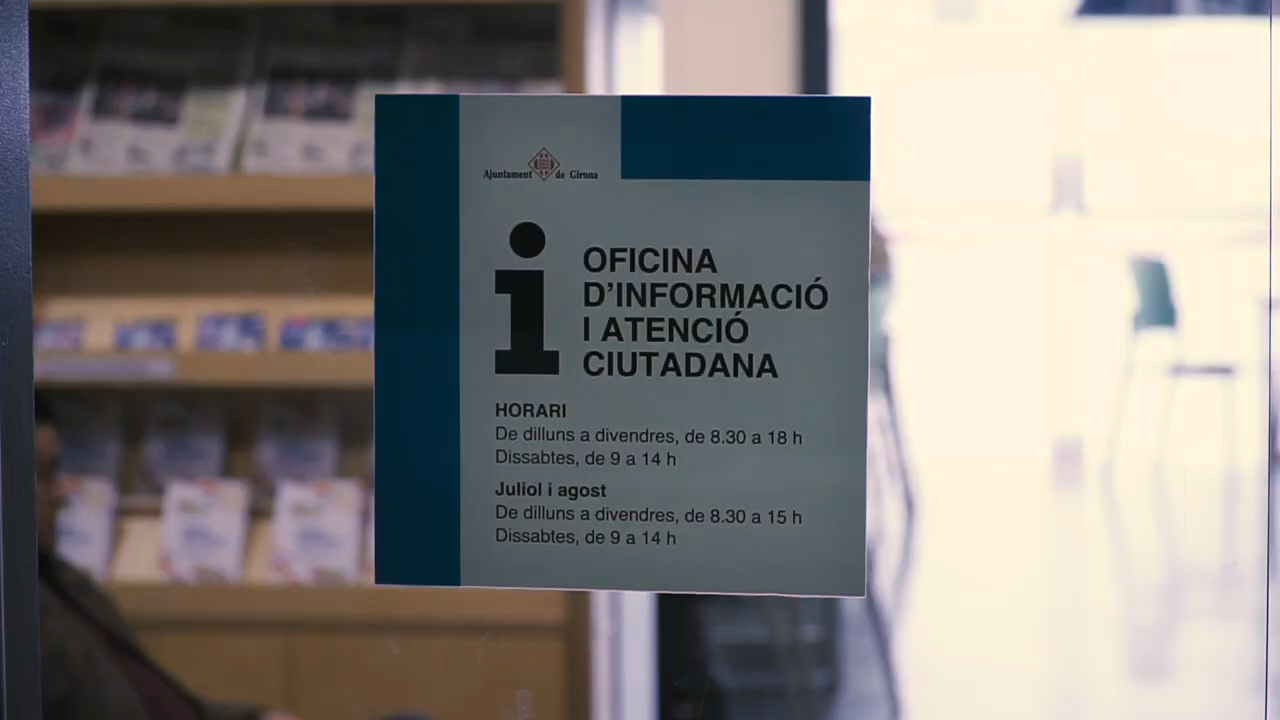 Ajuntament de Girona
OFICINA
D'INFORMACIÓ
I ATENCIÓ
CIUTADANA
HORARI
De dilluns a divendres, de 8.30 a 18 h
Dissabtes, de 9 a 14 h
Juliol i agost
De dilluns a divendres, de 8.30 a 15 h
Dissabtes, de 9 a 14 h